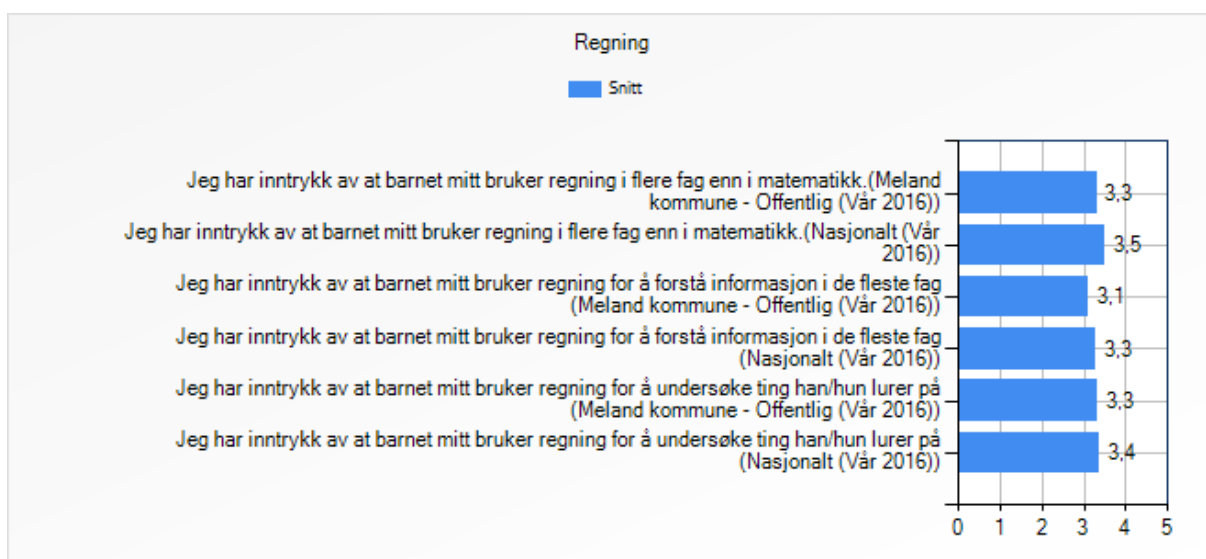 Regning
Snitt
Jeg har inntrykk av at barnet mitt bruker regning i flere fag enn i matematikk.(Meland
kommune - Offentlig (Vår 2016))
3,3
Jeg har inntrykk av at barnet mitt bruker regning i flere fag enn i matematikk.(Nasjonalt (Vår
2016))
3,5
Jeg har inntrykk av at barnet mitt bruker regning for å forstå informasjon i de fleste fag
(Meland kommune - Offentlig (Vår 2016))
3,1
Jeg har inntrykk av at barnet mitt bruker regning for å forstå informasjon i de fleste fag
(Nasjonalt (Vår 2016))
3,3
Jeg har inntrykk av at barnet mitt bruker regning for å undersøke ting han/hun lurer på
(Meland kommune - Offentlig (Vår 2016))
3,3
Jeg har inntrykk av at barnet mitt bruker regning for å undersøke ting han/hun lurer på
(Nasjonalt (Vår 2016))
3,4
0 1 2 3 4 5